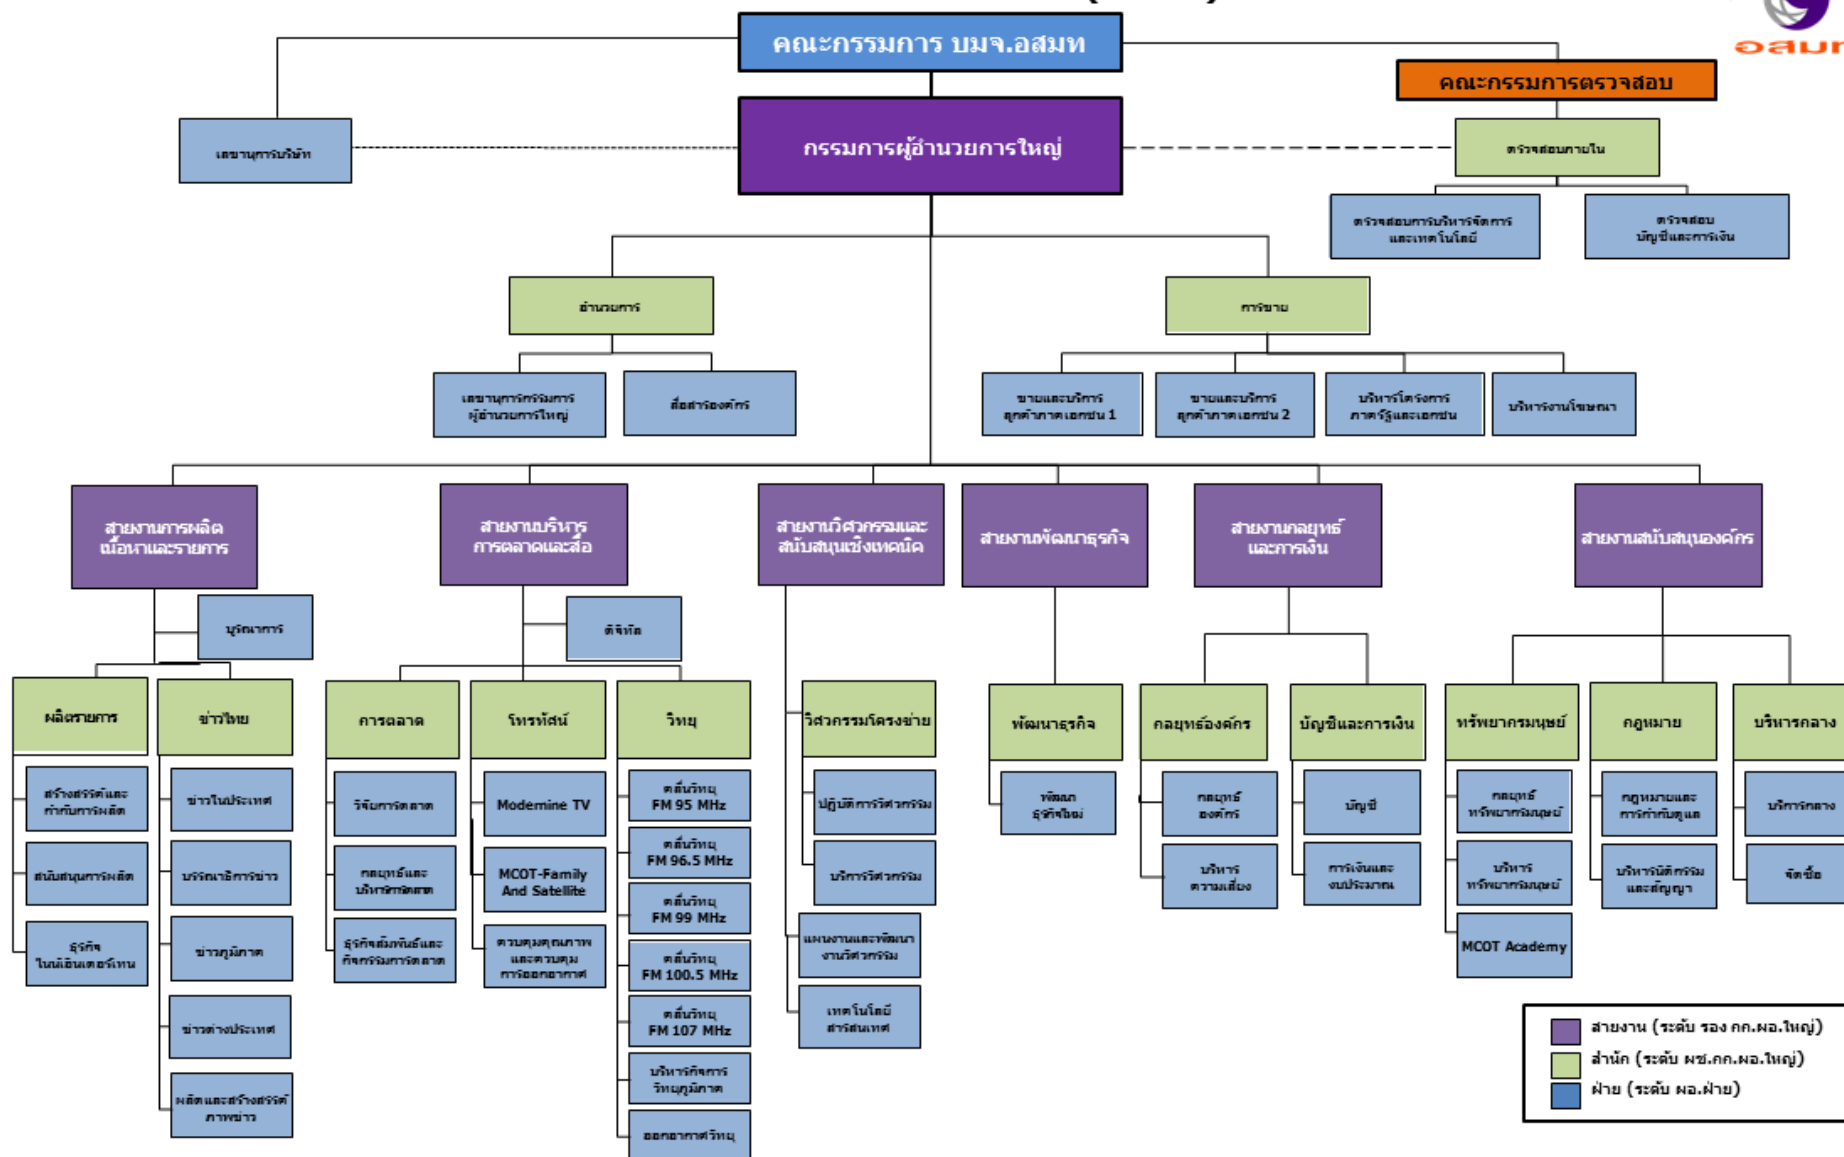 อสมท
คณะกรรมการ บมจ.อสมท
คณะกรรมการตรวจสอบ
เลขานุการบริษัท
กรรมการผู้อำนวยการใหญ่
ตรวจสอบภายใน
ตรวจสอบการบริหารจัดการ
และเทคโนโลยี
ตรวจสอบ
บัญชีและการเงิน
อำนวยการ
การขาย
เลขานุการกรรมการ
ผู้อำนวยการใหญ่
สื่อสารองค์กร
ขายและบริการ
ลูกค้าภาคเอกชน 1
ขายและบริการ
ลูกค้าภาคเอกชน 2
บริหารโครงการ
ภาครัฐและเอกชน
บริหารงานโฆษณา
สายงานการผลิต
เนื้อหาและรายการ
สายงานบริหาร
การตลาดและสื่อ
สายงานวิศวกรรมและ
สนับสนุนเชิงเทคนิค
สายงานพัฒนาธุรกิจ
สายงานกลยุทธ์
และการเงิน
สายงานสนับสนุนองค์กร
บูรณาการ
ดิจิทัล
ผลิตรายการ
ข่าวไทย
การตลาด
โทรทัศน์
วิทยุ
วิศวกรรมโครงข่าย
พัฒนาธุรกิจ
กลยุทธ์องค์กร
บัญชีและการเงิน
ทรัพยากรมนุษย์
กฎหมาย
บริหารกลาง
สร้างสรรค์และ
กำกับการผลิต
สนับสนุนการผลิต
ธุรกิจ
ไนน์เอ็นเตอร์เทน
ข่าวในประเทศ
บรรณาธิการข่าว
ข่าวภูมิภาค
ข่าวต่างประเทศ
ผลิตและสร้างสรรค์
ภาพข่าว
วิจัยการตลาด
กลยุทธ์และ
บริหารการตลาด
ธุรกิจสัมพันธ์และ
กิจกรรมการตลาด
Modernine TV
MCOT-Family
And Satellite
ควบคุมคุณภาพ
และควบคุม
การออกอากาศ
คลื่นวิทยุ
FM 95 MHz
คลื่นวิทยุ
FM 96.5 MHz
คลื่นวิทยุ
FM 99 MHz
คลื่นวิทยุ
FM 100.5 MHz
คลื่นวิทยุ
FM 107 MHz
บริหารกิจการ
วิทยุภูมิภาค
ออกอากาศวิทยุ
ปฏิบัติการวิศวกรรม
บริการวิศวกรรม
แผนงานและพัฒนา
งานวิศวกรรม
เทคโนโลยี
สารสนเทศ
พัฒนา
ธุรกิจใหม่
กลยุทธ์
องค์กร
บริหาร
ความเสี่ยง
บัญชี
การเงินและ
งบประมาณ
กลยุทธ์
ทรัพยากรมนุษย์
บริหาร
ทรัพยากรมนุษย์
MCOT Academy
กฎหมายและ
การกำกับดูแล
บริหารนิติกรรม
และสัญญา
บริการกลาง
จัดซื้อ
สายงาน (ระดับ รอง กก.ผอ.ใหญ่)
สำนัก (ระดับ ผช.กก.ผอ.ใหญ่)
ฝ่าย (ระดับ ผอ.ฝ่าย)